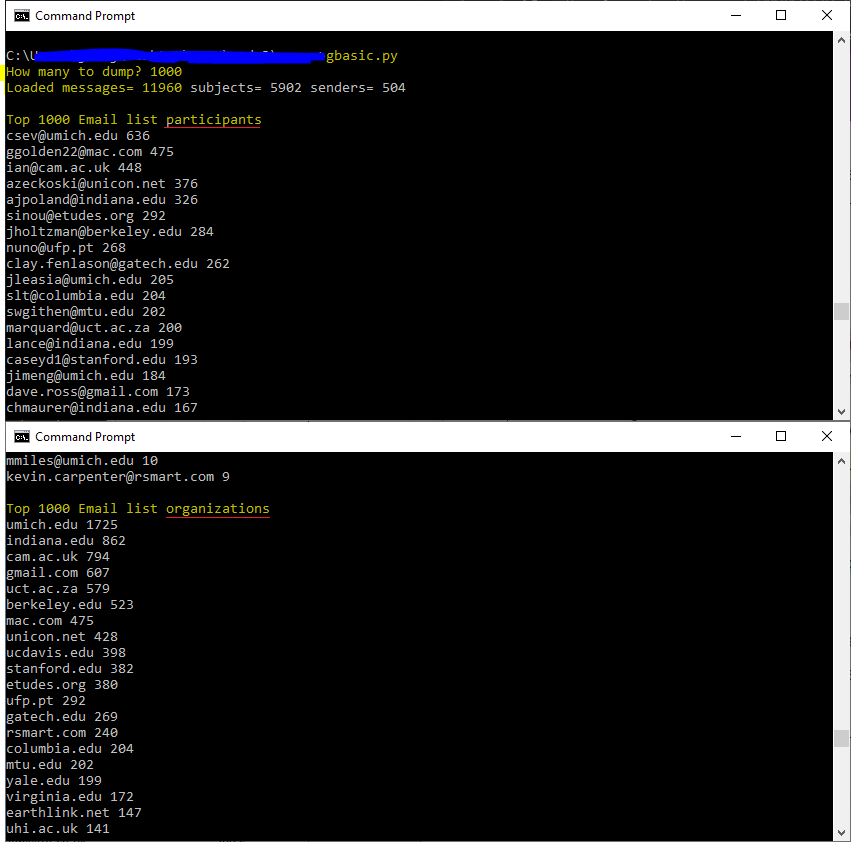 Command Prompt
C:\U gbasic.py
How many to dump? 1000
Loaded messages= 11960 subjects= 5902 senders= 504
Top 1000 Email list participants
csev@umich.edu 636
ggolden22@mac.com 475
ian@cam.ac.uk 448
azeckoski@unicon.net 376
ajpoland@indiana.edu 326
sinou@etudes.org 292
jholtzman@berkeley.edu 284
nuno@ufp.pt 268
clay.fenlason@gatech.edu 262
jleasia@umich.edu 205
slt@columbia.edu 204
swgithen@mtu.edu 202
marquard@uct.ac.za 200
lance@indiana.edu 199
caseyd1@stanford.edu 193
jimeng@umich.edu 184
dave.ross@gmail.com 173
chmaurer@indiana.edu 167
Command Prompt
mmiles@umich.edu 10
kevin.carpenter@rsmart.com 9
Top 1000 Email list organizations
umich.edu 1725
indiana.edu 862
cam.ac.uk 794
gmail.com 607
uct.ac.za 579
berkeley.edu 523
mac.com 475
unicon.net 428
ucdavis.edu 398
stanford.edu 382
etudes.org 380
ufp.pt 292
gatech.edu 269
rsmart.com 240
columbia.edu 204
mtu.edu 202
yale.edu 199
virginia.edu 172
earthlink.net 147
uhi.ac.uk 141